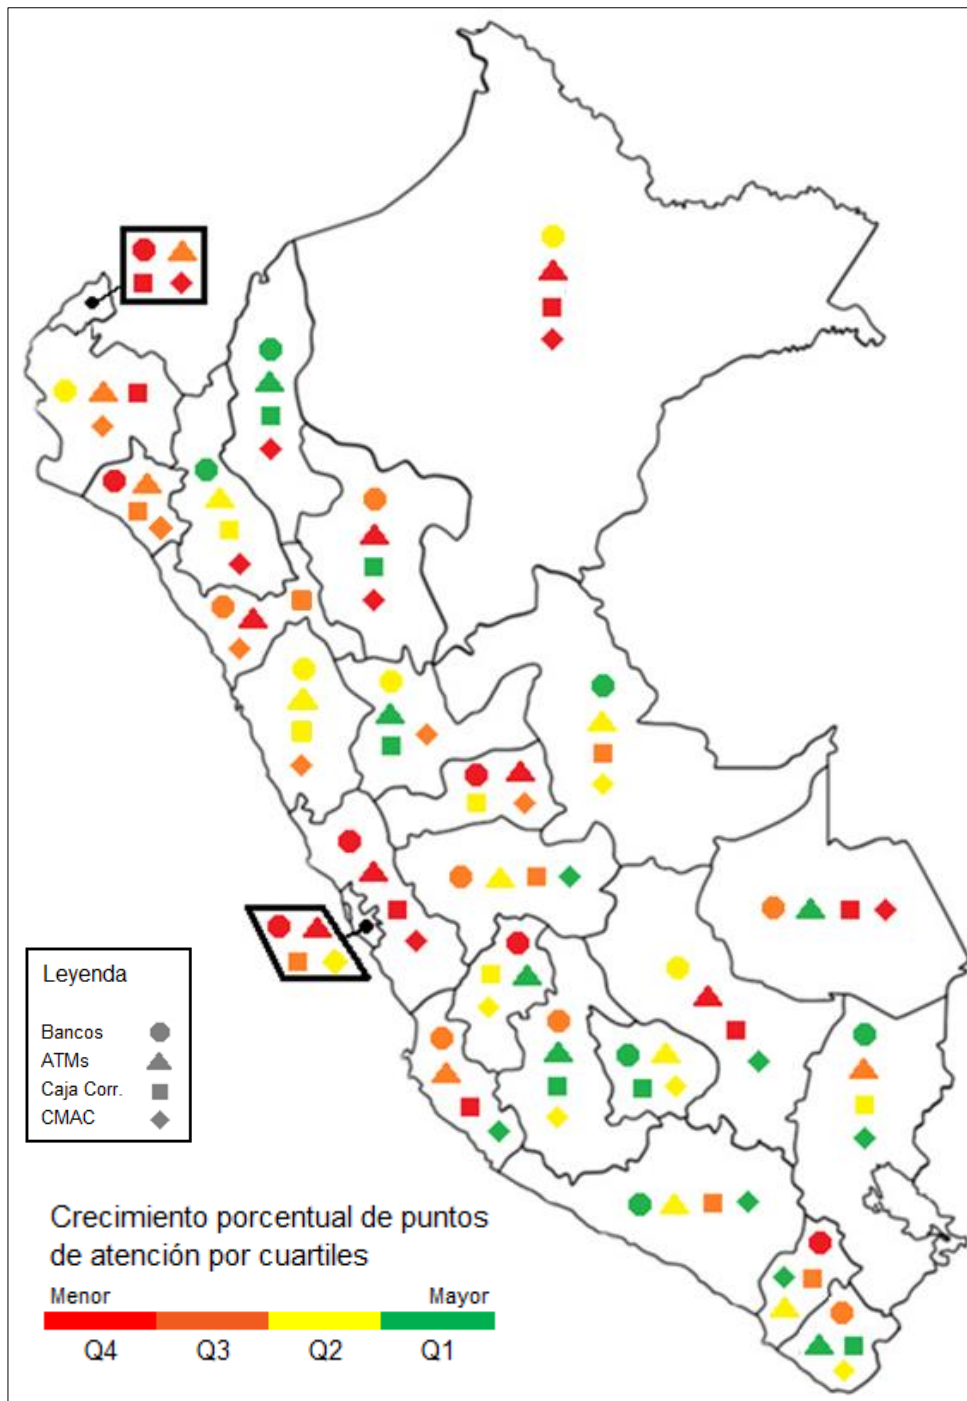 Leyenda
Bancos
ATMs
Caja Corr.
CMAC
Crecimiento porcentual de puntos
de atención por cuartiles
Menor Mayor
Q4 Q3 Q2 Q1